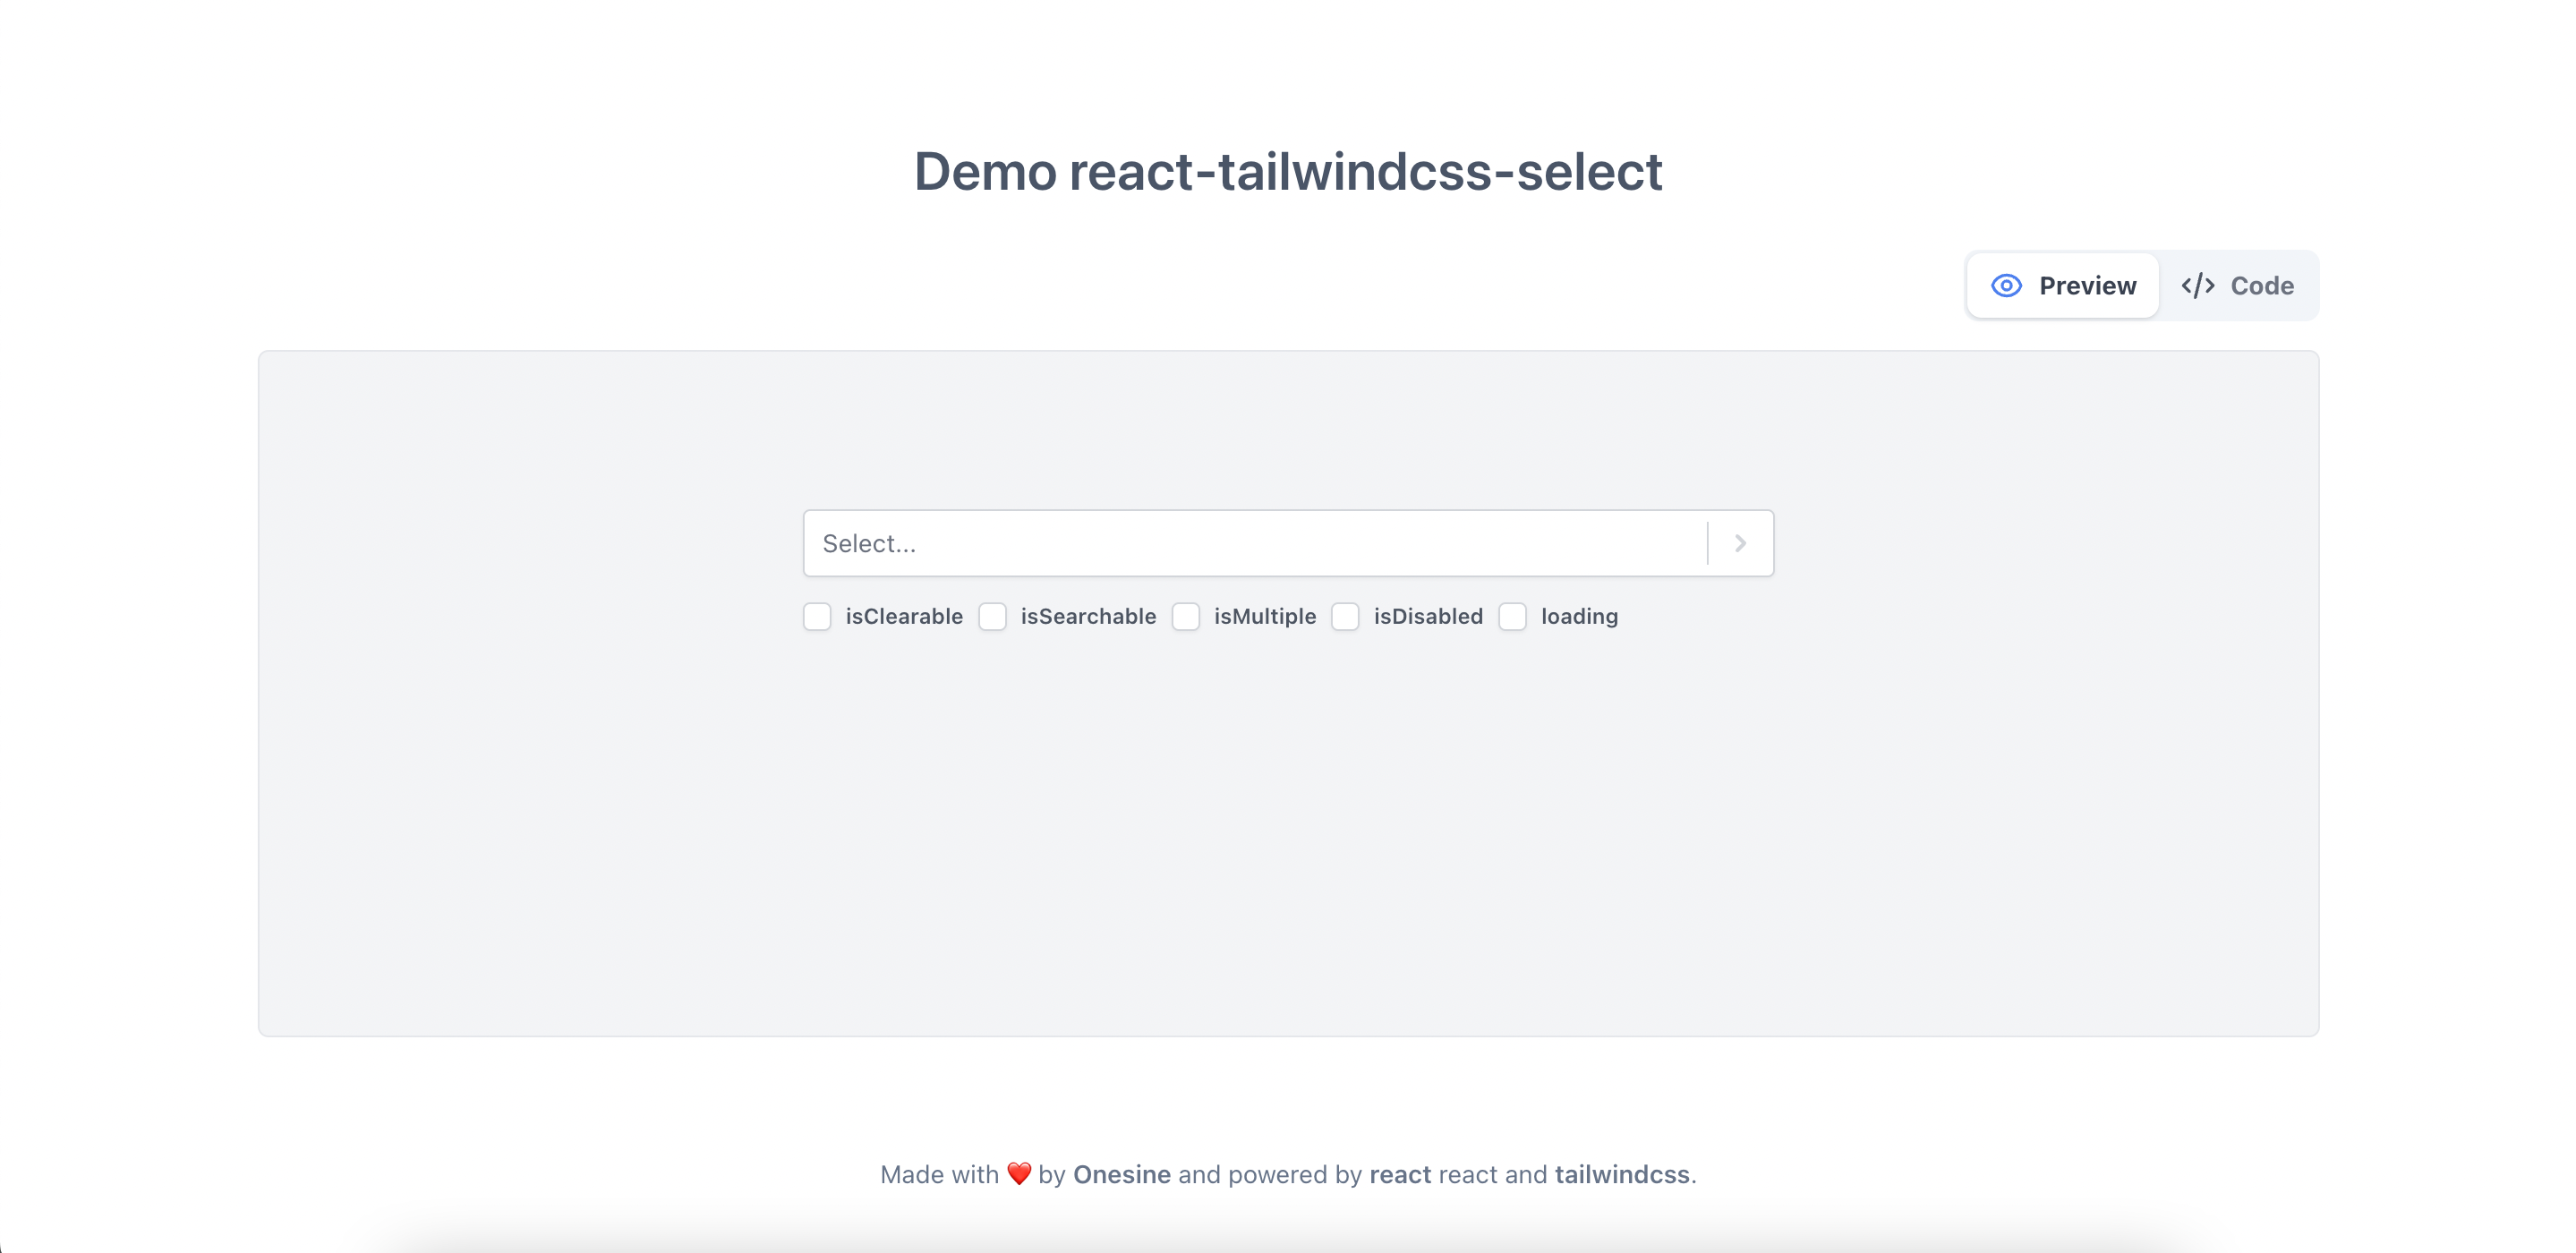 Demo react-tailwindcss-select
Preview
Code
Select...
isClearable isSearchable isMultiple isDisabled loading
Made with ❤️ by Onesine and powered by react react and tailwindcss.